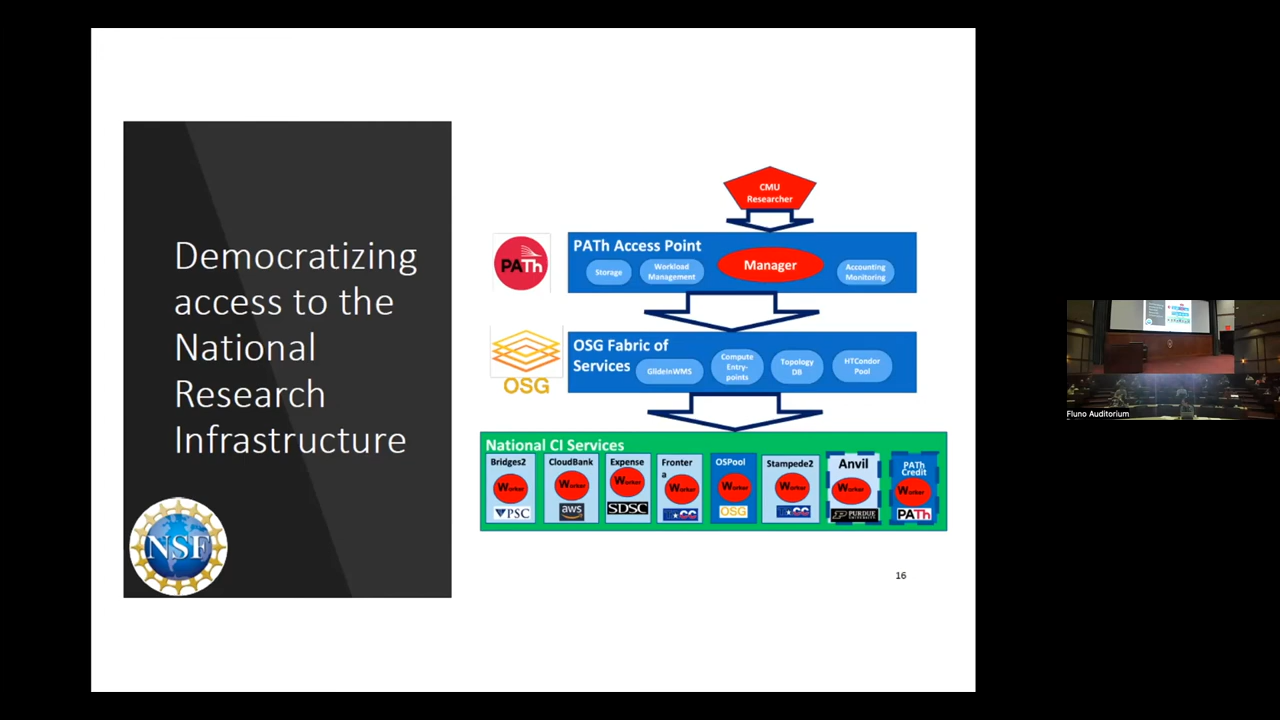 Democratizing
access to the
National
Research
Infrastructure
NSF
CMU
Researcher
PATh
PATh Access Point
Storage
Workload
Management
Manager
Accounting
Monitoring
OSG
OSG Fabric of
Services
GlideInWMS
Compute
Entry-
points
Topology
DB
HTCondor
Pool
National CI Services
Bridges2
Worker
PSC
CloudBank
Worker
aws
Expense
Worker
SDSC
Fronter
a
Worker
OSPool
Worker
OSG
Stampede2
Worker
Anvil
Worker
PURDUE
UNIVERSITY
PATh
Credit
Worker
PATh
16
Fluno Auditorium